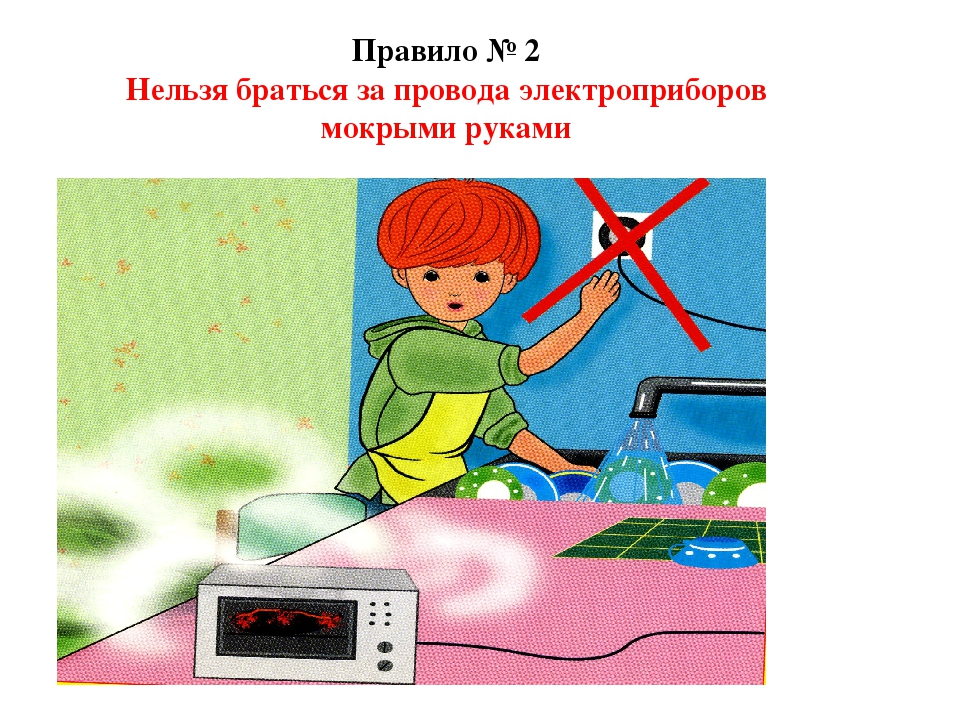 Правило № 2
Нельзя браться за провода электроприборов
мокрыми руками